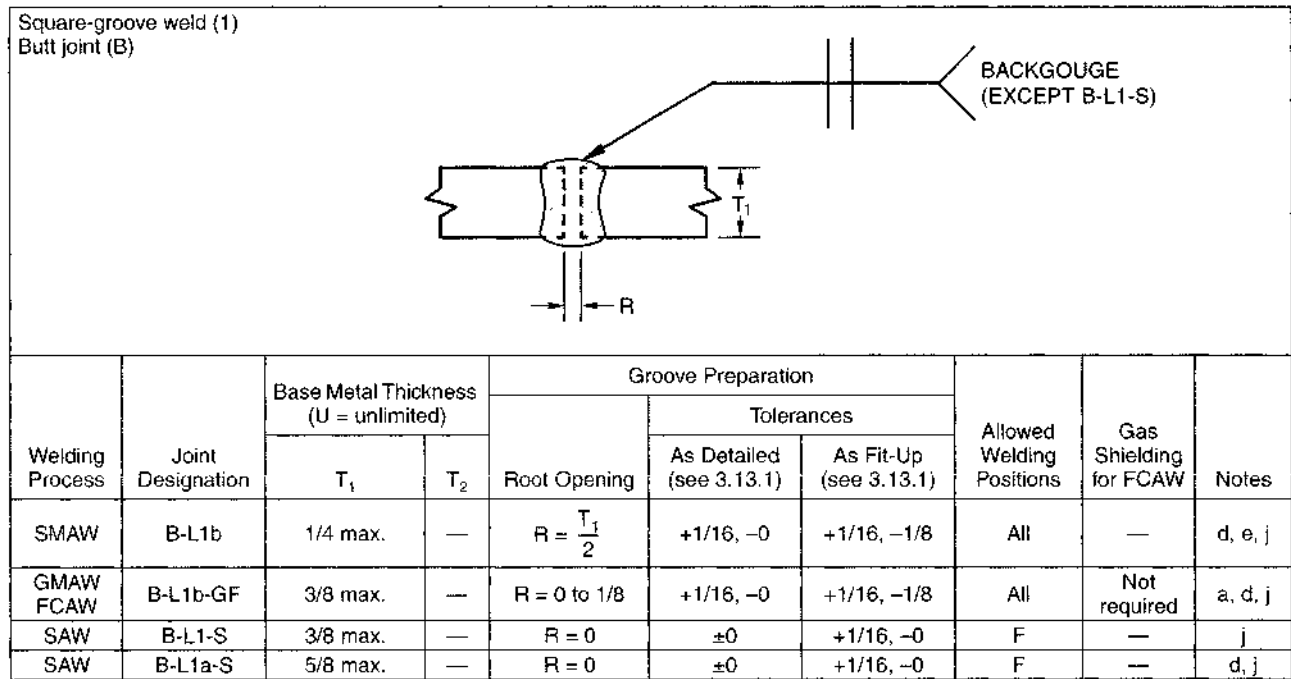 Square-groove weld (1)
Butt joint (B)
BACKGOUGE
(EXCEPT B-L1-S)
T₁
R
Welding Process
Joint Designation
Base Metal Thickness
(U = unlimited)
T₁
T₂
Groove Preparation
Root Opening
Tolerances
As Detailed
(see 3.13.1)
As Fit-Up
(see 3.13.1)
Allowed Welding Positions
Gas Shielding for FCAW
Notes
SMAW B-L1b 1/4 max. — R = T₁/2 +1/16, –0 +1/16, –1/8 All — d, e, j
GMAW FCAW B-L1b-GF 3/8 max. — R = 0 to 1/8 +1/16, –0 +1/16, –1/8 All Not required a, d, j
SAW B-L1-S 3/8 max. — R = 0 ±0 +1/16, –0 F — j
SAW B-L1a-S 5/8 max. — R = 0 ±0 +1/16, –0 F — d, j